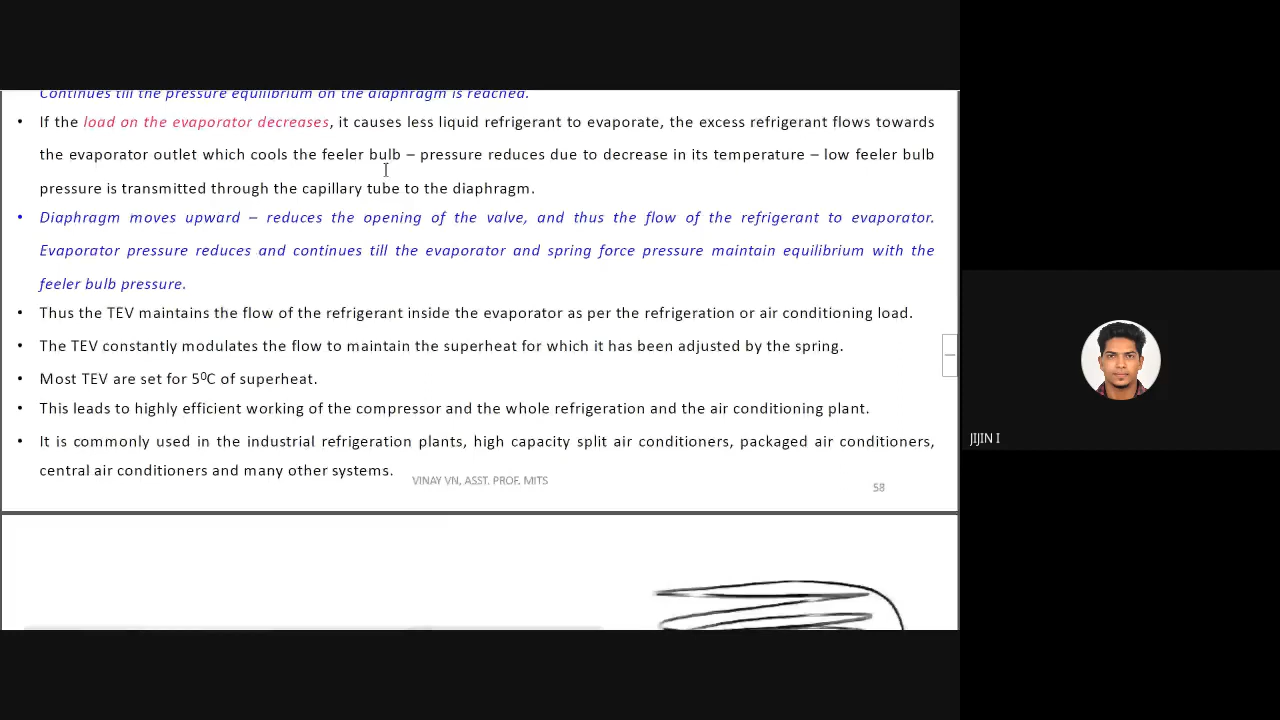 Continues till the pressure equilibrium on the diaphragm is reached.
• If the load on the evaporator decreases, it causes less liquid refrigerant to evaporate, the excess refrigerant flows towards
the evaporator outlet which cools the feeler bulb – pressure reduces due to decrease in its temperature – low feeler bulb
pressure is transmitted through the capillary tube to the diaphragm.
• Diaphragm moves upward – reduces the opening of the valve, and thus the flow of the refrigerant to evaporator.
Evaporator pressure reduces and continues till the evaporator and spring force pressure maintain equilibrium with the
feeler bulb pressure.
• Thus the TEV maintains the flow of the refrigerant inside the evaporator as per the refrigeration or air conditioning load.
• The TEV constantly modulates the flow to maintain the superheat for which it has been adjusted by the spring.
• Most TEV are set for 5⁰C of superheat.
• This leads to highly efficient working of the compressor and the whole refrigeration and the air conditioning plant.
• It is commonly used in the industrial refrigeration plants, high capacity split air conditioners, packaged air conditioners,
central air conditioners and many other systems.
VINAY VN, ASST. PROF. MITS
58
JIJIN I